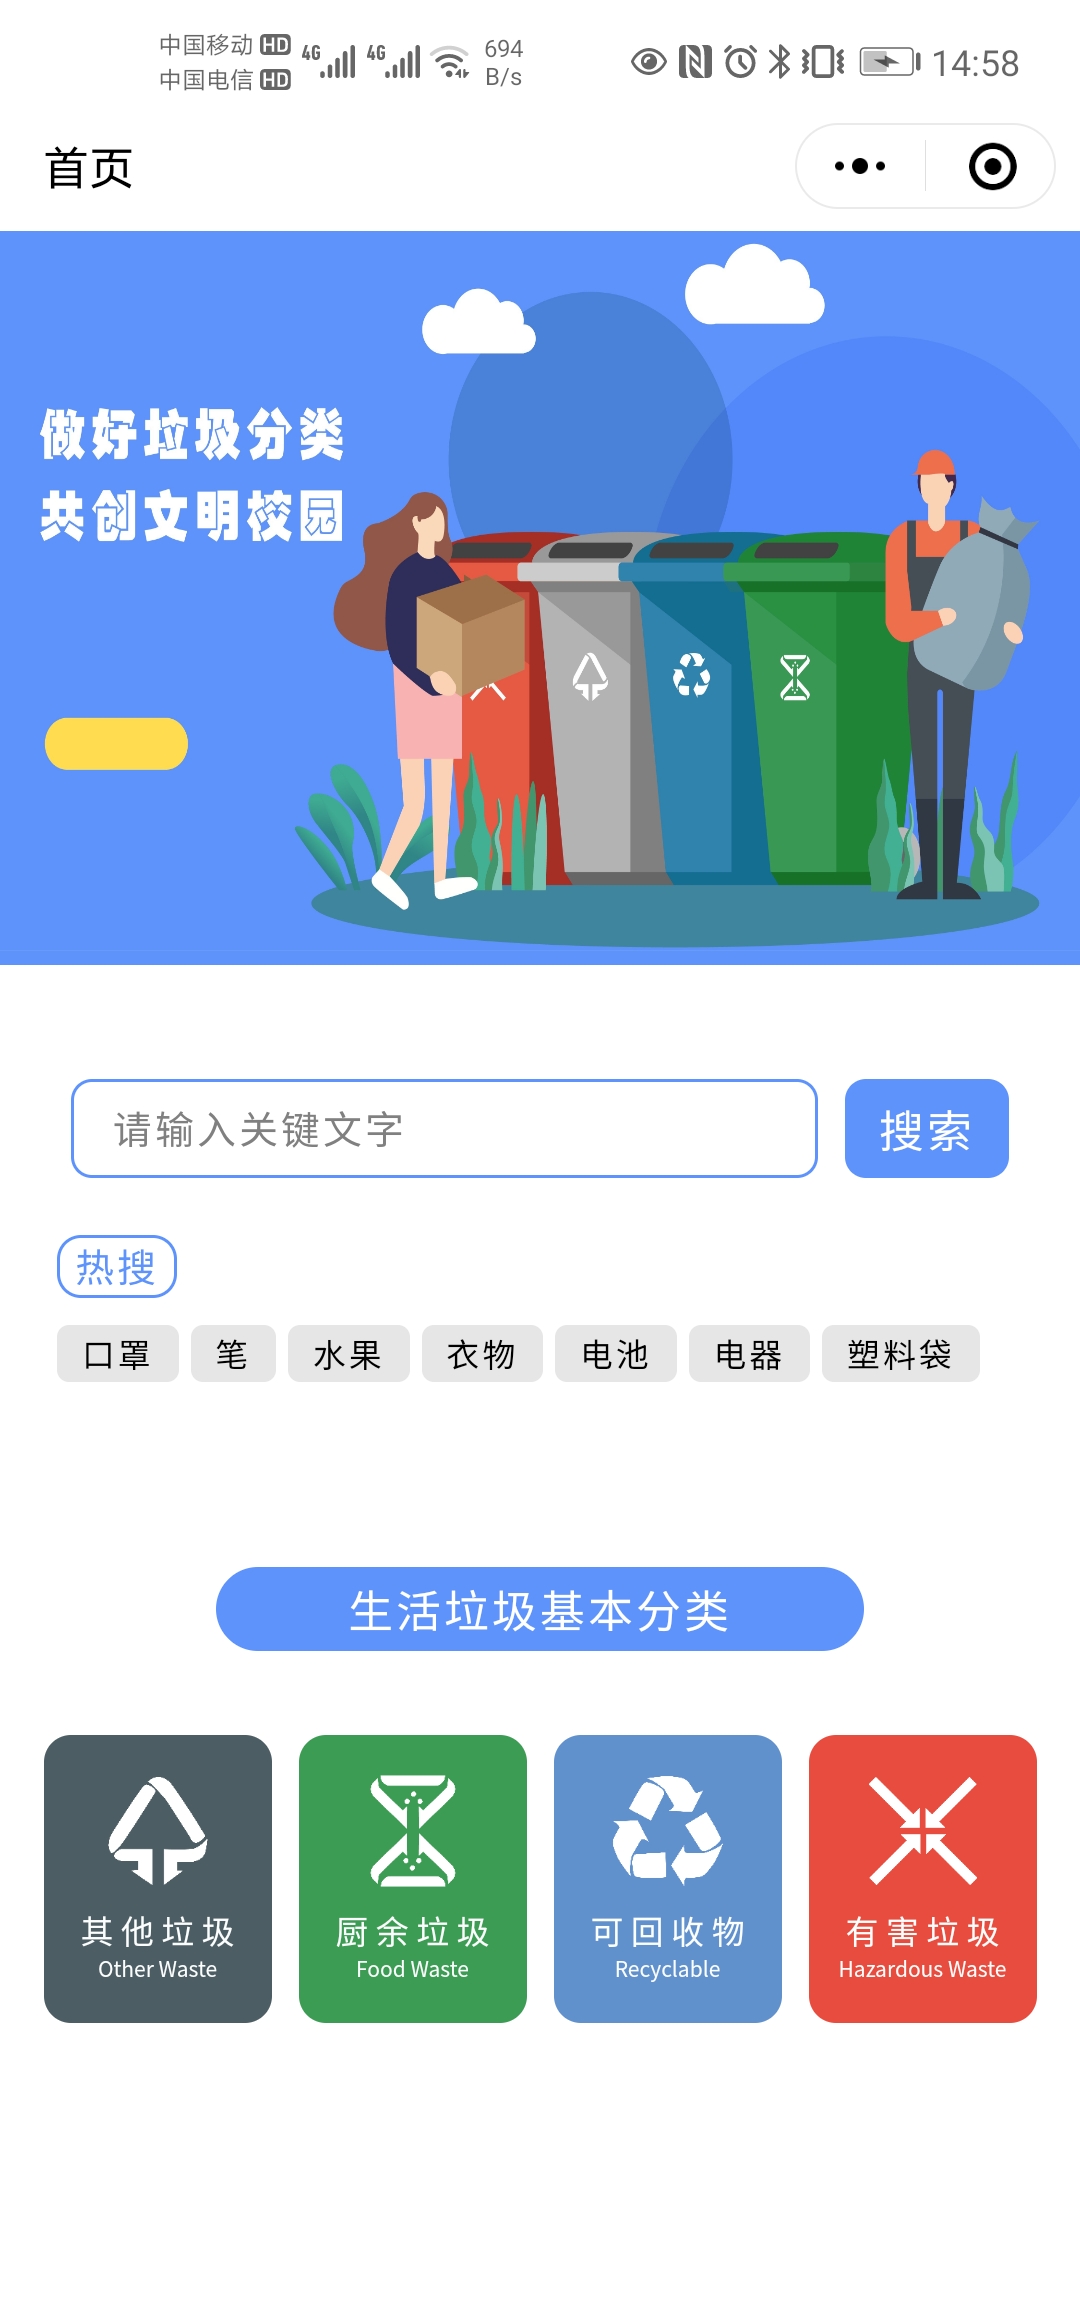 中国移动 HD 4G 4G 694 B/s 14:58
中国电信 HD
首页
做好垃圾分类
共创文明校园
请输入关键文字 搜索
热搜
口罩 笔 水果 衣物 电池 电器 塑料袋
生活垃圾基本分类
其他垃圾 厨余垃圾 可回收物 有害垃圾
Other Waste Food Waste Recyclable Hazardous Waste